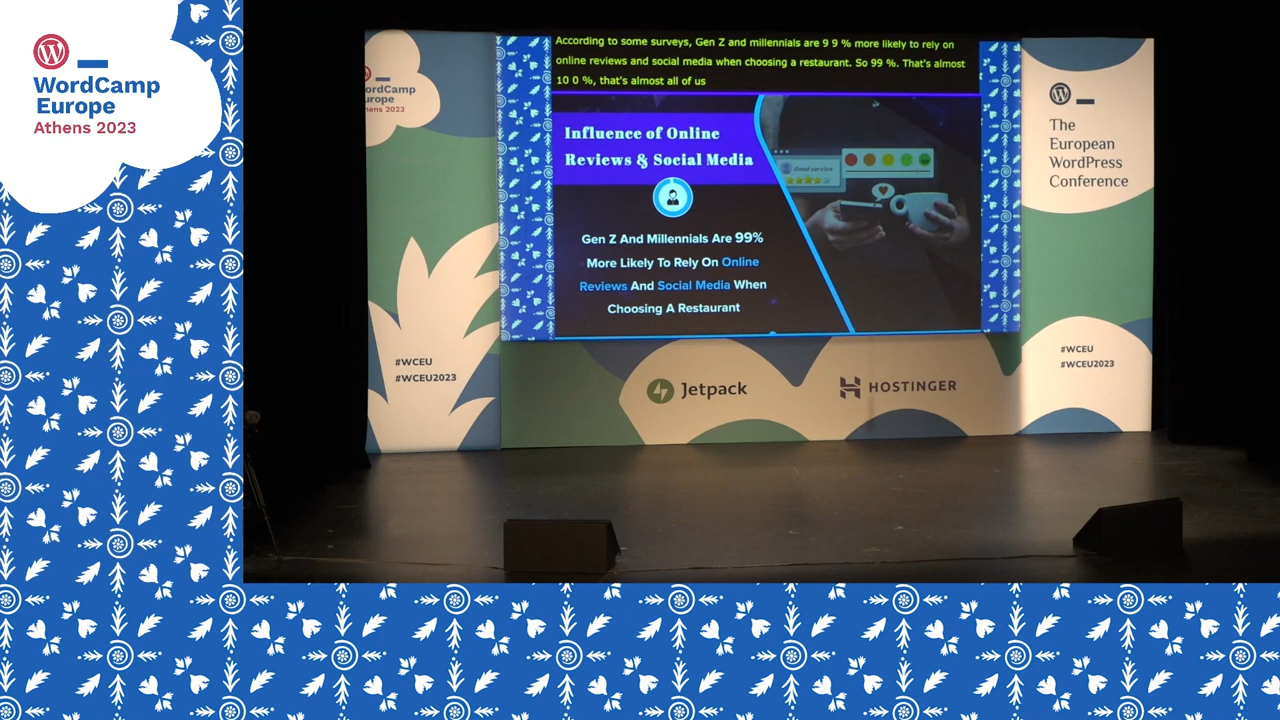 WordCamp
Europe
Athens 2023
ordCamp
urope
hens 2023
#WCEU
#WCEU2023
According to some surveys, Gen Z and millennials are 9 9 % more likely to rely on
online reviews and social media when choosing a restaurant. So 99 %. That's almost
10 0 %, that's almost all of us
Influence of Online
Reviews & Social Media
Gen Z And Millennials Are 99%
More Likely To Rely On Online
Reviews And Social Media When
Choosing A Restaurant
Good service
Jetpack
HOSTINGER
The
European
WordPress
Conference
#WCEU
#WCEU2023